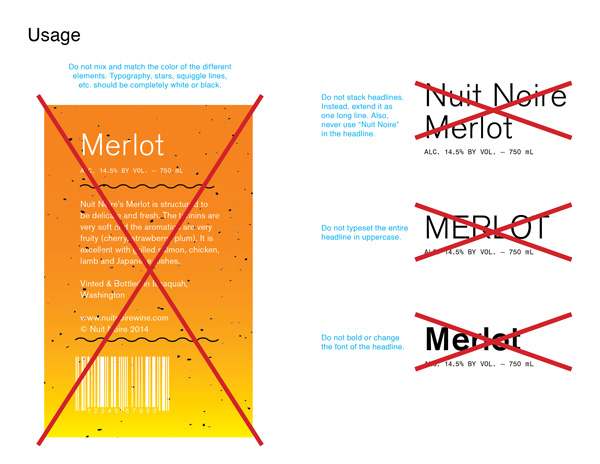 Usage
Do not mix and match the color of the different
elements. Typography, stars, squiggle lines,
etc. should be completely white or black.
Merlot
ALC. 14.5% BY VOL. – 750 mL
Nuit Noire's Merlot is structured to
be delicate and fresh. The tannins are
very soft and the aromatics are very
fruity (cherry, strawberry, plum). It is
excellent with grilled salmon, chicken,
lamb and Japanese dishes.
Vinted & Bottled in Issaquah,
Washington
www.nuitnoirewine.com
© Nuit Noire 2014
Do not stack headlines.
Instead, extend it as
one long line. Also,
never use “Nuit Noire”
in the headline.
Nuit Noire
Merlot
ALC. 14.5% BY VOL. – 750 mL
Do not typeset the entire
headline in uppercase.
MERLOT
ALC. 14.5% BY VOL. – 750 mL
Do not bold or change
the font of the headline.
Merlot
ALC. 14.5% BY VOL. – 750 mL